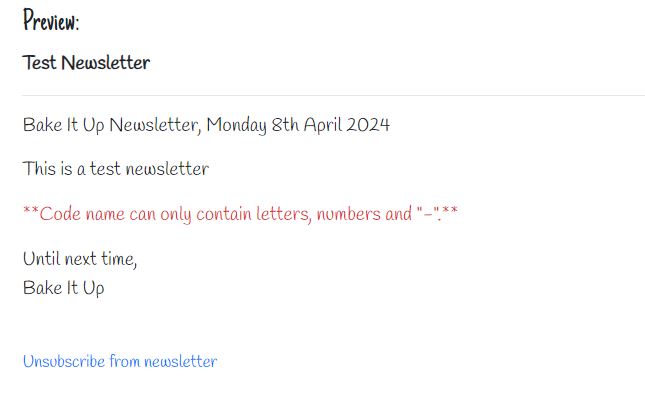 Preview:
Test Newsletter
Bake It Up Newsletter, Monday 8th April 2024
This is a test newsletter
**Code name can only contain letters, numbers and "-".**
Until next time,
Bake It Up
Unsubscribe from newsletter